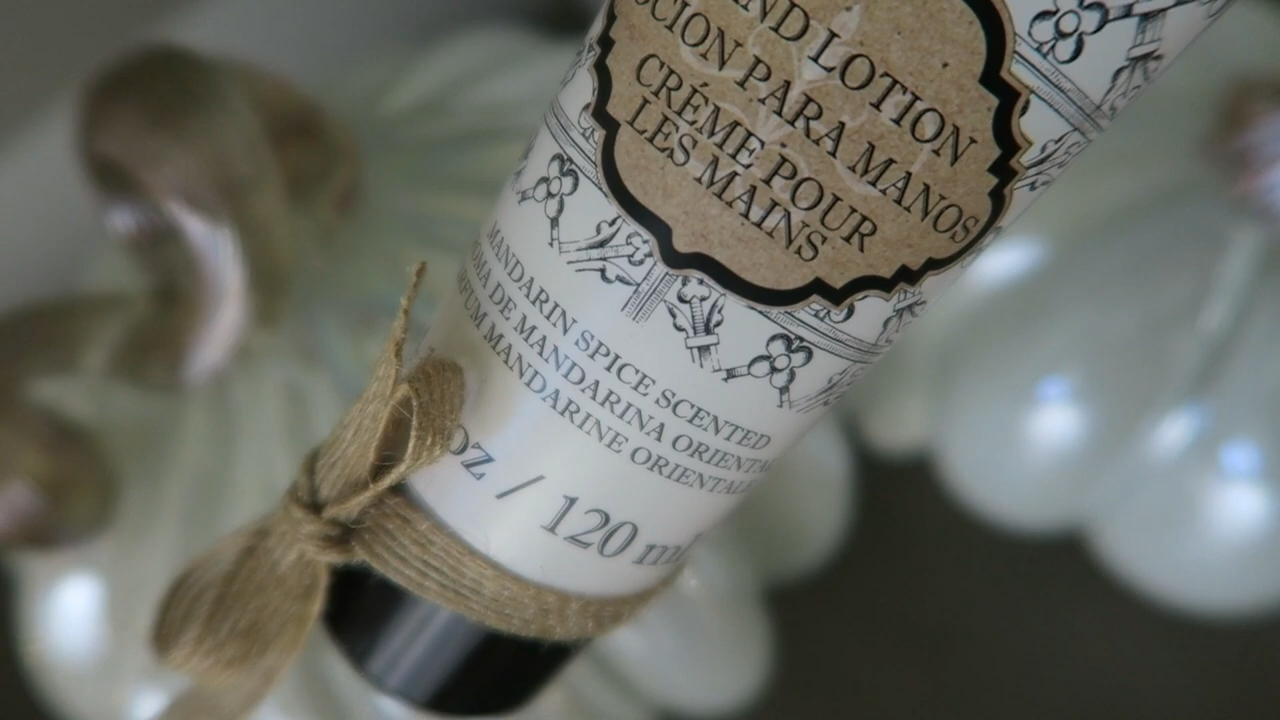 AND LOTION
CION PARA MANOS
CRÉME POUR
LES MAINS
MANDARIN SPICE SCENTED
OMA DE MANDARINA ORIENTA
RFUM MANDARINE ORIENTALE
oz / 120 ml